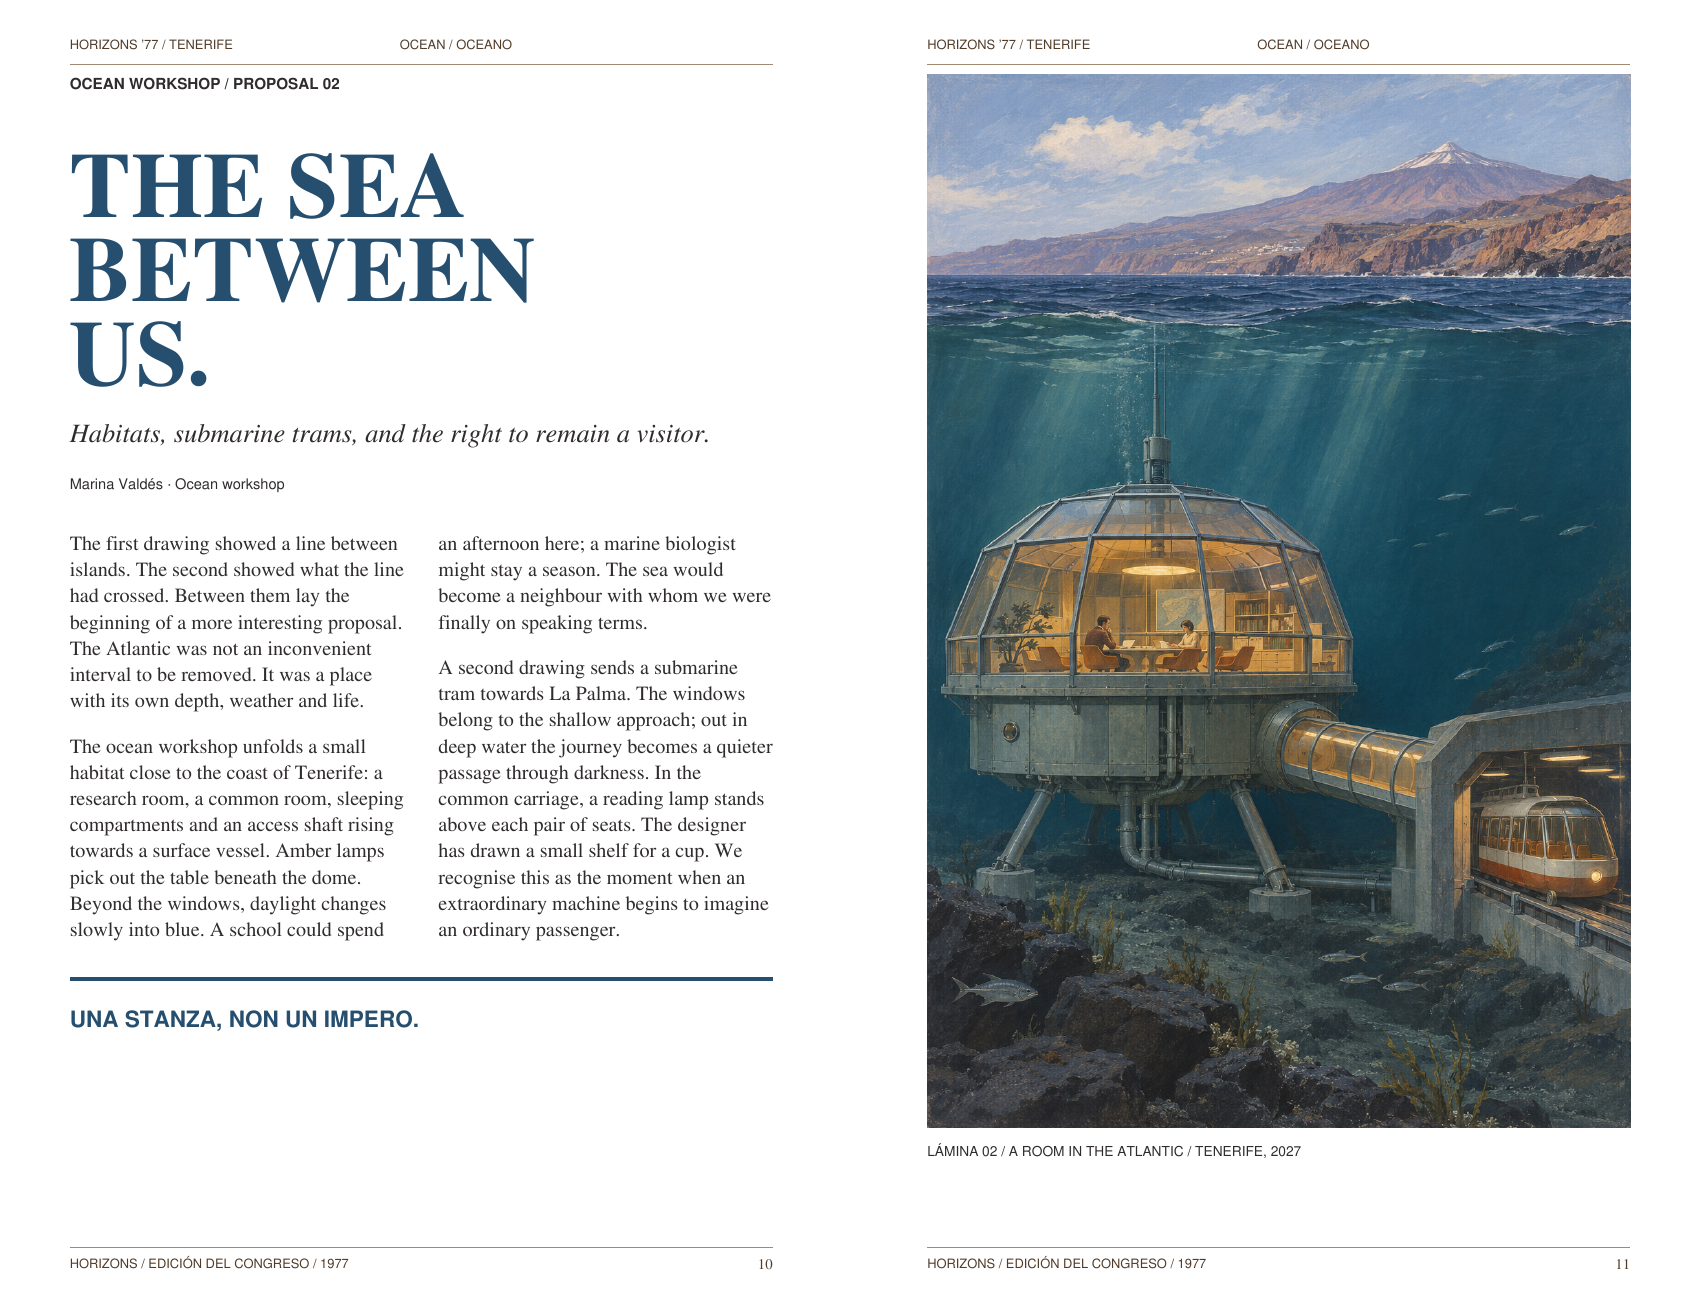 HORIZONS ’77 / TENERIFE
OCEAN / OCEANO
OCEAN WORKSHOP / PROPOSAL 02
THE SEA
BETWEEN
US.
Habitats, submarine trams, and the right to remain a visitor.
Marina Valdés · Ocean workshop
The first drawing showed a line between
islands. The second showed what the line
had crossed. Between them lay the
beginning of a more interesting proposal.
The Atlantic was not an inconvenient
interval to be removed. It was a place
with its own depth, weather and life.
The ocean workshop unfolds a small
habitat close to the coast of Tenerife: a
research room, a common room, sleeping
compartments and an access shaft rising
towards a surface vessel. Amber lamps
pick out the table beneath the dome.
Beyond the windows, daylight changes
slowly into blue. A school could spend
an afternoon here; a marine biologist
might stay a season. The sea would
become a neighbour with whom we were
finally on speaking terms.
A second drawing sends a submarine
tram towards La Palma. The windows
belong to the shallow approach; out in
deep water the journey becomes a quieter
passage through darkness. In the
common carriage, a reading lamp stands
above each pair of seats. The designer
has drawn a small shelf for a cup. We
recognise this as the moment when an
extraordinary machine begins to imagine
an ordinary passenger.
UNA STANZA, NON UN IMPERO.
HORIZONS / EDICIÓN DEL CONGRESO / 1977
10
HORIZONS ’77 / TENERIFE
OCEAN / OCEANO
LÁMINA 02 / A ROOM IN THE ATLANTIC / TENERIFE, 2027
HORIZONS / EDICIÓN DEL CONGRESO / 1977
11